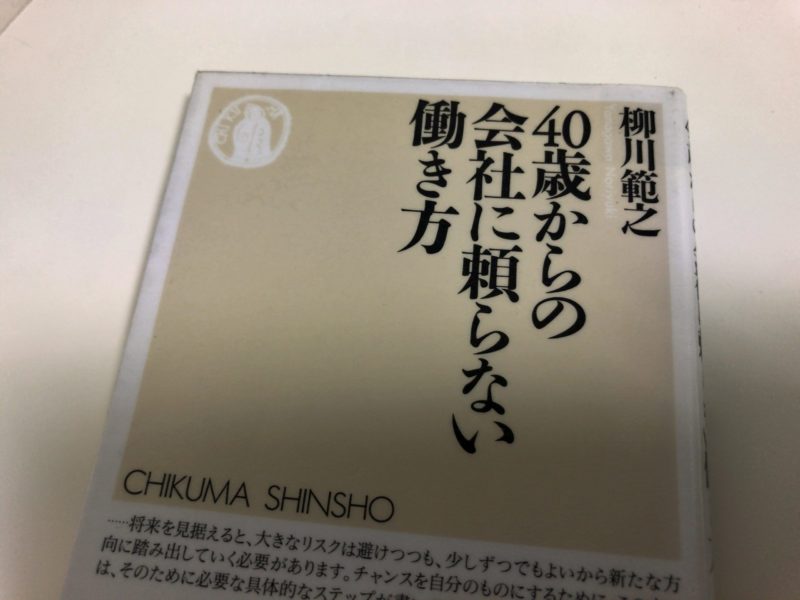 柳川範之
Yanagawa Noriyuki
40歳からの
会社に頼らない
働き方
CHIKUMA SHINSHO
……将来を見据えると、大きなリスクは避けつつも、少しずつでもよいから新たな方
向に踏み出していく必要があります。チャンスを自分のものにするために、
は、そのために必要な具体的なステップが